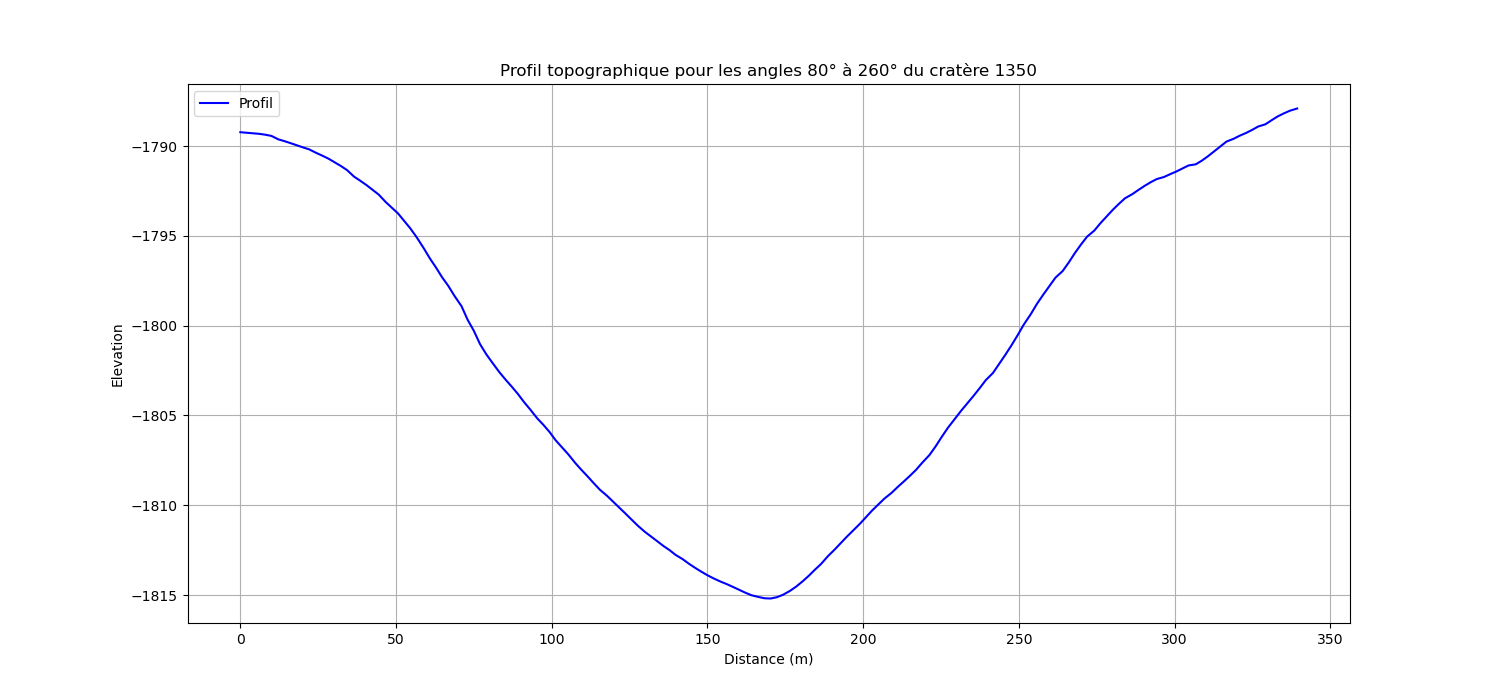 Profil topographique pour les angles 80° à 260° du cratère 1350
Profil
−1790
−1795
−1800
−1805
−1810
−1815
Elevation
0 50 100 150 200 250 300 350
Distance (m)